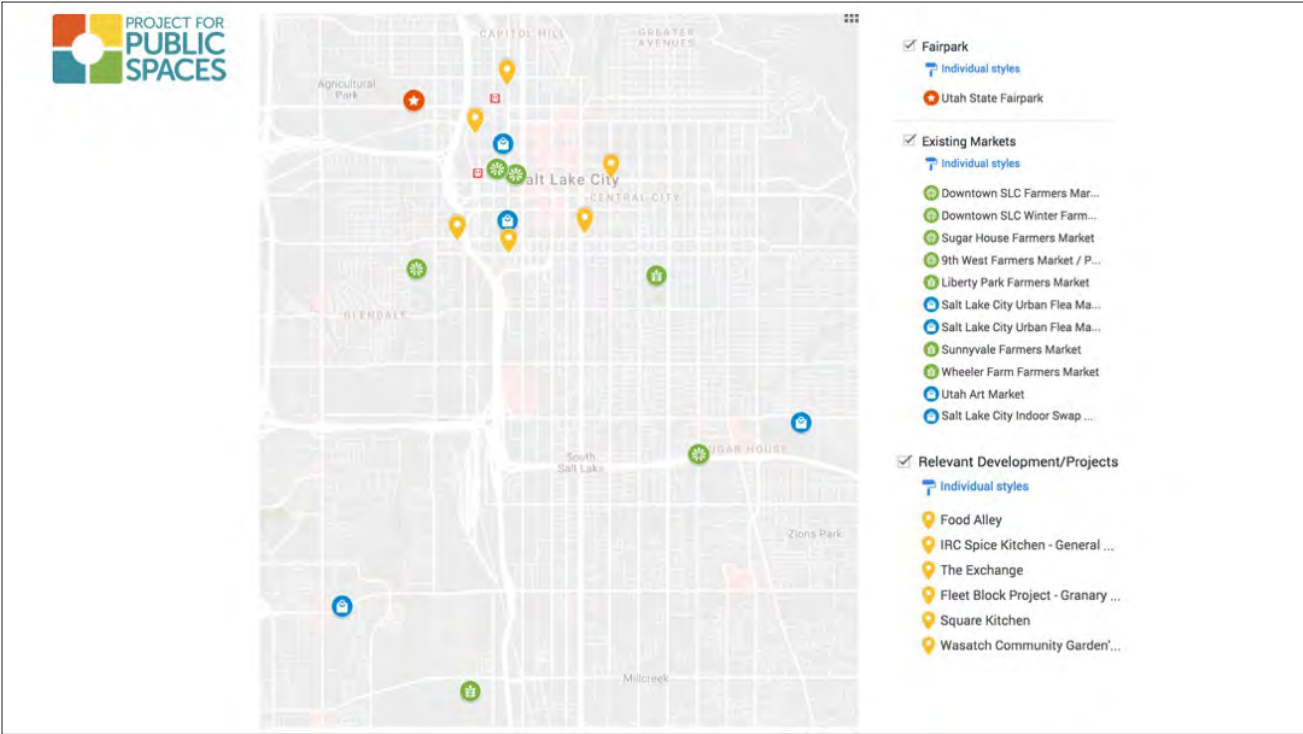 PROJECT FOR
PUBLIC
SPACES
CAPITOL HILL
GREATER
AVENUES
Agricultural
Park
alt Lake City
CENTRAL CITY
GLENDALE
UGAR HOUSE
South
Salt Lake
Zions Park
Millcreek
Fairpark
Individual styles
Utah State Fairpark
Existing Markets
Individual styles
Downtown SLC Farmers Mar...
Downtown SLC Winter Farm...
Sugar House Farmers Market
9th West Farmers Market / P...
Liberty Park Farmers Market
Salt Lake City Urban Flea Ma...
Salt Lake City Urban Flea Ma...
Sunnyvale Farmers Market
Wheeler Farm Farmers Market
Utah Art Market
Salt Lake City Indoor Swap ...
Relevant Development/Projects
Individual styles
Food Alley
IRC Spice Kitchen - General ...
The Exchange
Fleet Block Project - Granary ...
Square Kitchen
Wasatch Community Garden'...